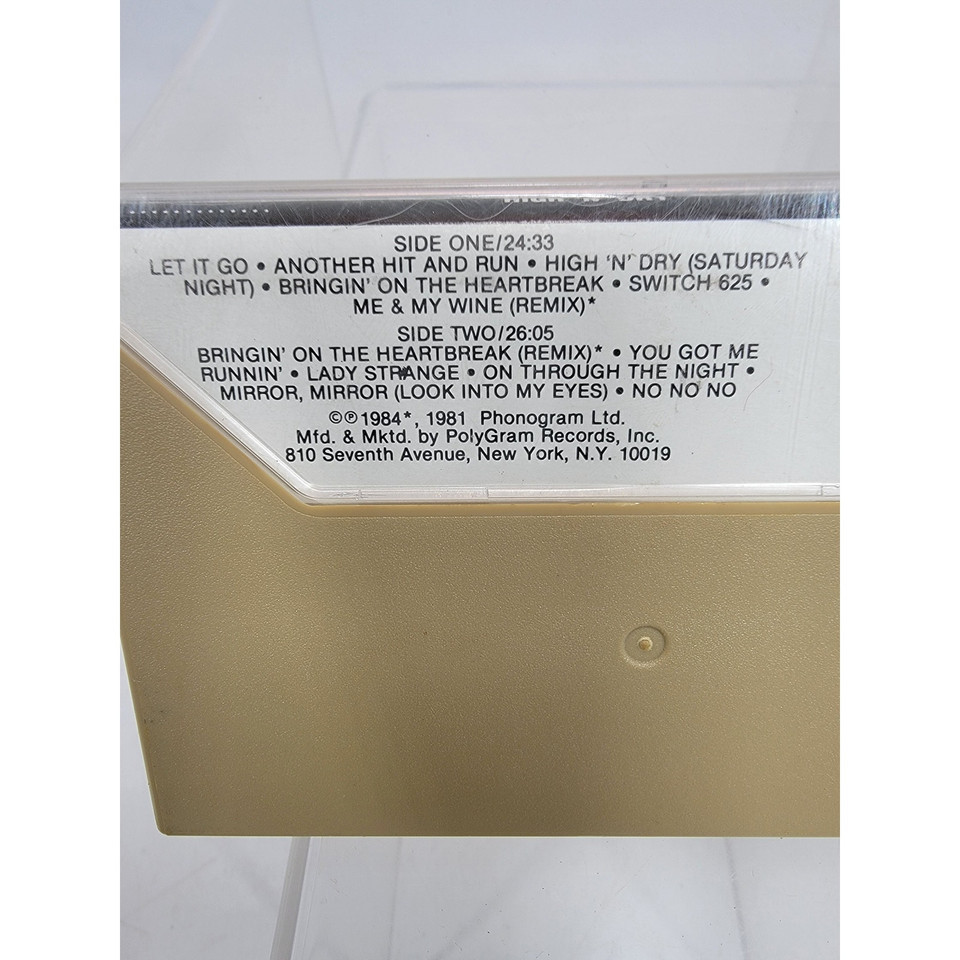 SIDE ONE/24:33
LET IT GO • ANOTHER HIT AND RUN • HIGH 'N' DRY (SATURDAY
NIGHT) • BRINGIN' ON THE HEARTBREAK • SWITCH 625 •
ME & MY WINE (REMIX)*
SIDE TWO/26:05
BRINGIN' ON THE HEARTBREAK (REMIX)* • YOU GOT ME
RUNNIN' • LADY STRANGE • ON THROUGH THE NIGHT •
MIRROR, MIRROR (LOOK INTO MY EYES) • NO NO NO
©℗ 1984*, 1981 Phonogram Ltd.
Mfd. & Mktd. by PolyGram Records, Inc.
810 Seventh Avenue, New York, N.Y. 10019